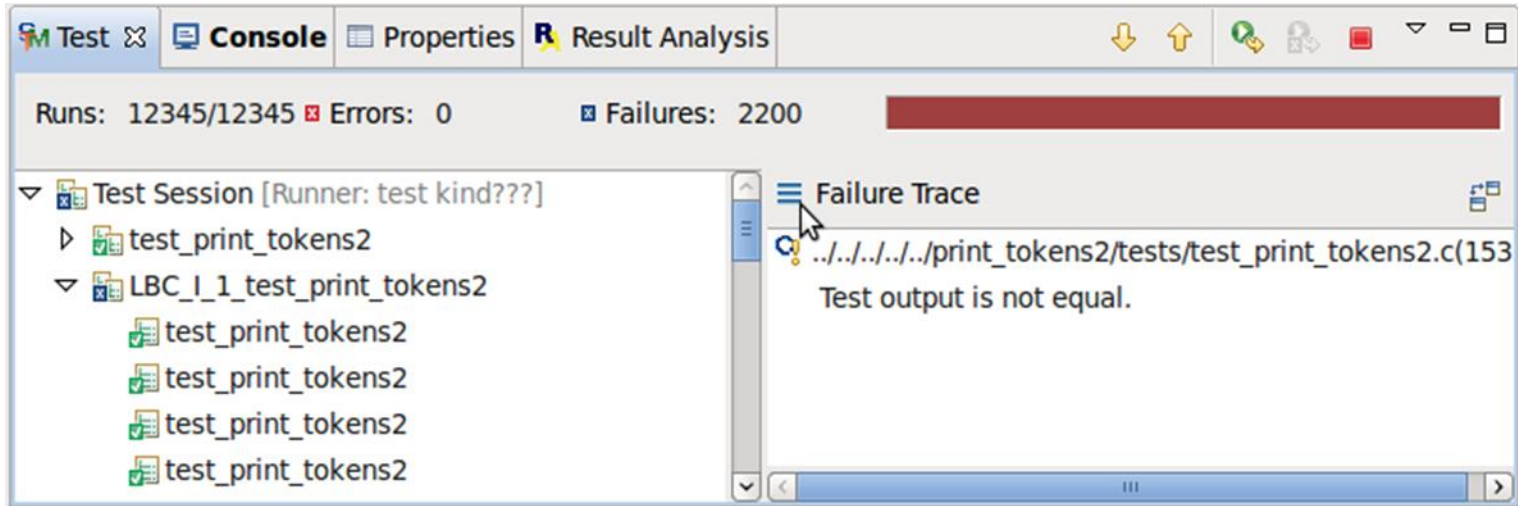 Test Console Properties Result Analysis
Runs: 12345/12345 Errors: 0 Failures: 2200
Test Session [Runner: test kind???]
test_print_tokens2
LBC_I_1_test_print_tokens2
test_print_tokens2
test_print_tokens2
test_print_tokens2
test_print_tokens2
Failure Trace
../../../../../print_tokens2/tests/test_print_tokens2.c(153
Test output is not equal.